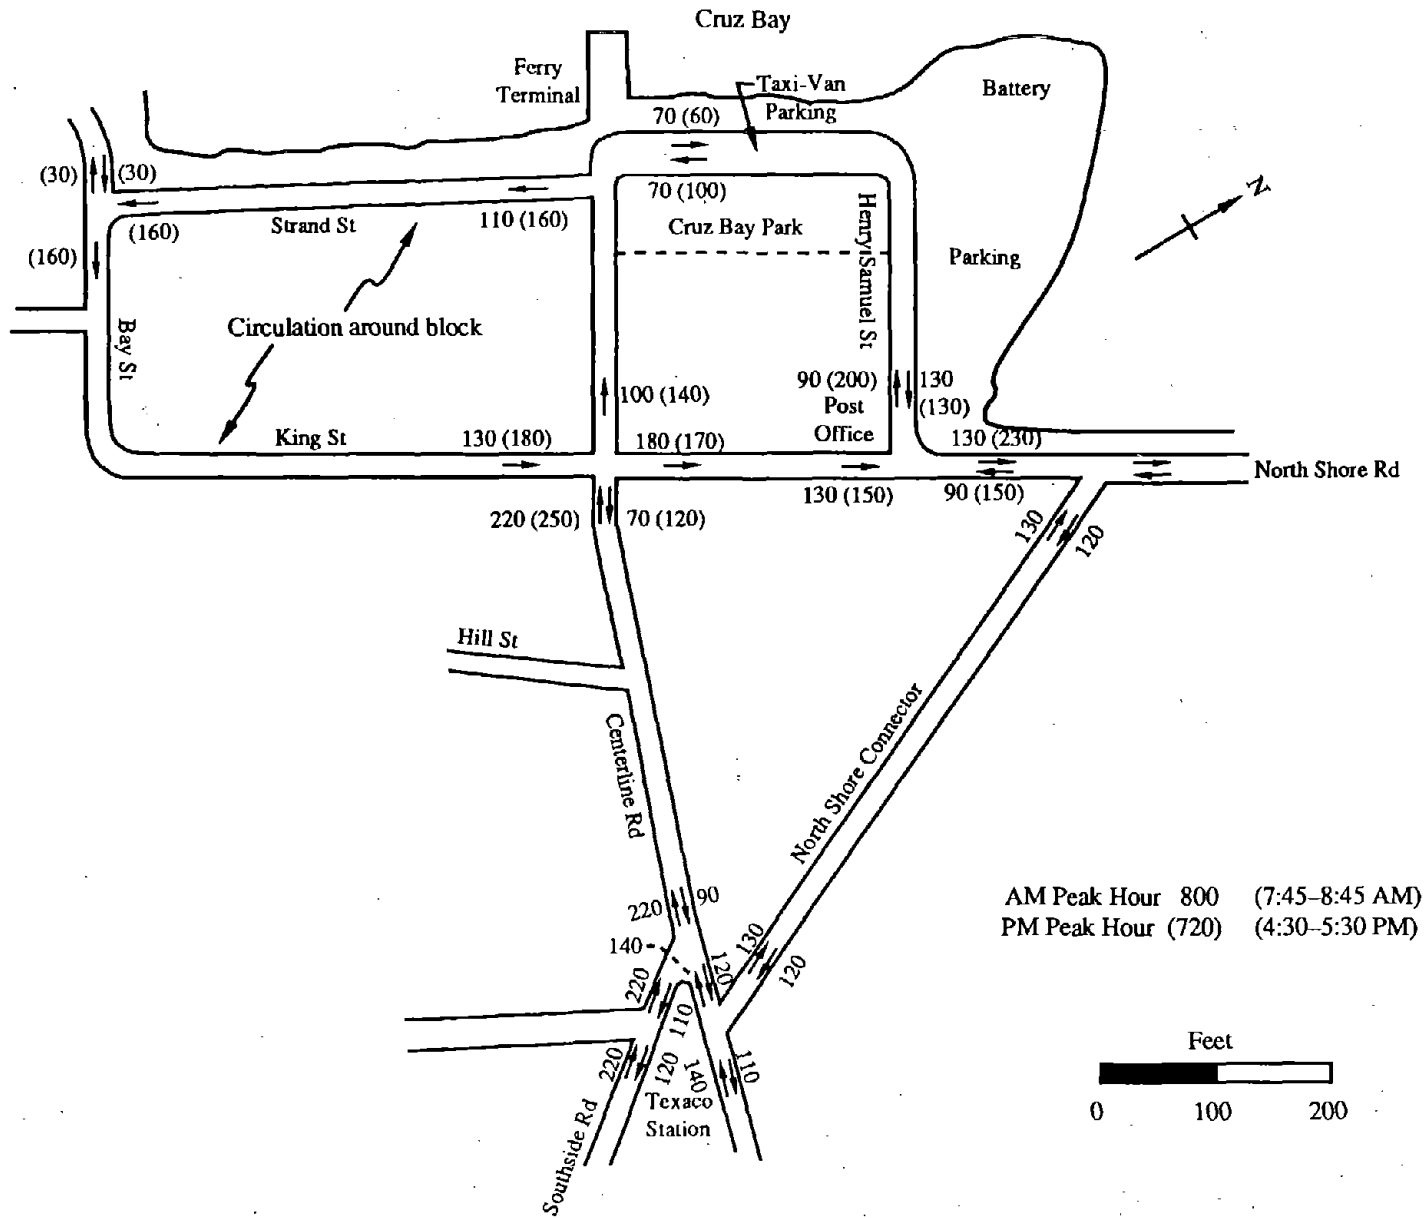 Cruz Bay
Ferry
Terminal
Taxi-Van
Parking
Battery
70 (60)
(30)
(30)
70 (100)
N
110 (160)
Strand St
(160)
Cruz Bay Park
Henry Samuel St
Parking
(160)
Circulation around block
Bay St
90 (200)
130
(130)
100 (140)
Post
Office
King St
130 (180)
180 (170)
130 (230)
North Shore Rd
130 (150)
90 (150)
220 (250)
70 (120)
130
120
Hill St
Centerline Rd
North Shore Connector
220
90
AM Peak Hour 800 (7:45–8:45 AM)
PM Peak Hour (720) (4:30–5:30 PM)
140
130
120
120
220
110
220
120
140
110
Texaco
Station
Southside Rd
Feet
0 100 200